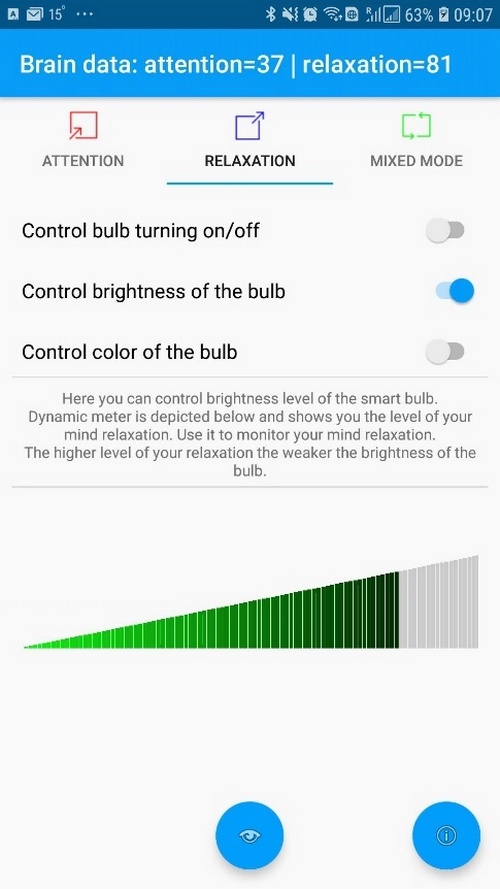 A 15° ... R 63% 09:07
Brain data: attention=37 | relaxation=81
ATTENTION RELAXATION MIXED MODE
Control bulb turning on/off
Control brightness of the bulb
Control color of the bulb
Here you can control brightness level of the smart bulb.
Dynamic meter is depicted below and shows you the level of your
mind relaxation. Use it to monitor your mind relaxation.
The higher level of your relaxation the weaker the brightness of the
bulb.